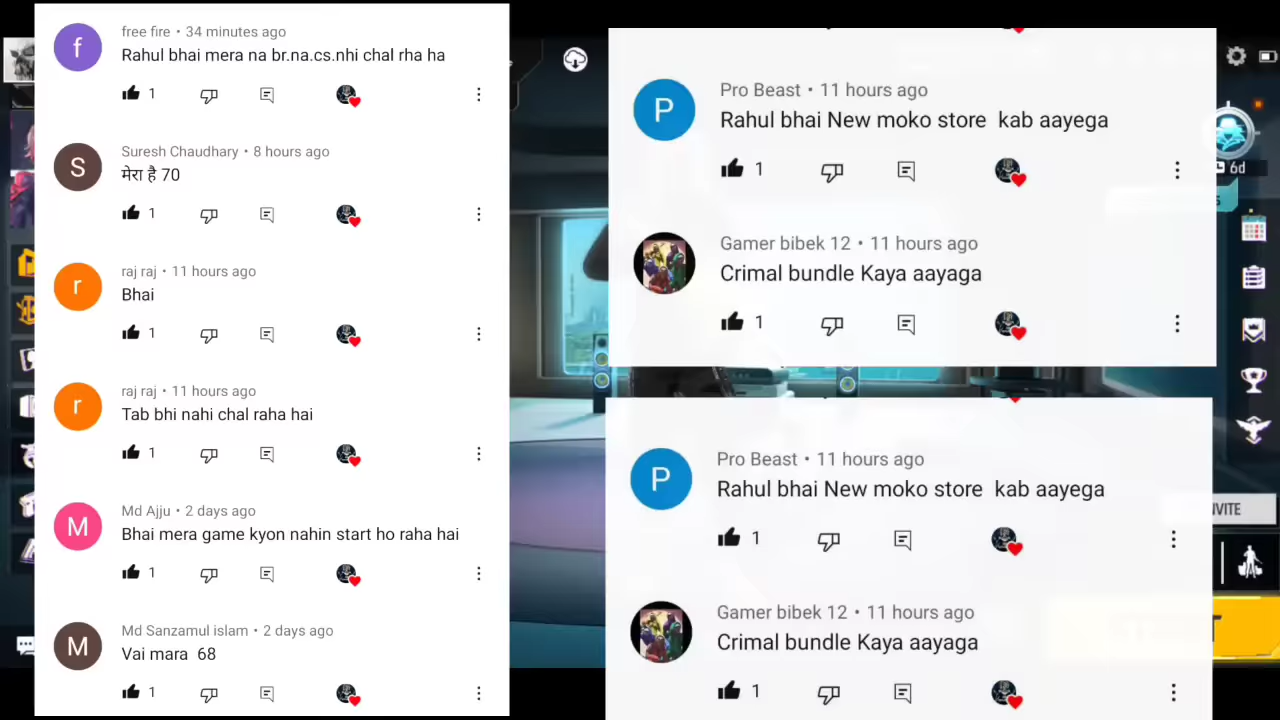 free fire • 34 minutes ago
Rahul bhai mera na br.na.cs.nhi chal rha ha
1
Suresh Chaudhary • 8 hours ago
मेरा है 70
1
raj raj • 11 hours ago
Bhai
1
raj raj • 11 hours ago
Tab bhi nahi chal raha hai
1
Md Ajju • 2 days ago
Bhai mera game kyon nahin start ho raha hai
1
Md Sanzamul islam • 2 days ago
Vai mara 68
1
Pro Beast • 11 hours ago
Rahul bhai New moko store kab aayega
1
Gamer bibek 12 • 11 hours ago
Crimal bundle Kaya aayaga
1
Pro Beast • 11 hours ago
Rahul bhai New moko store kab aayega
1
Gamer bibek 12 • 11 hours ago
Crimal bundle Kaya aayaga
1
f
S
r
r
M
M
P
P
6d